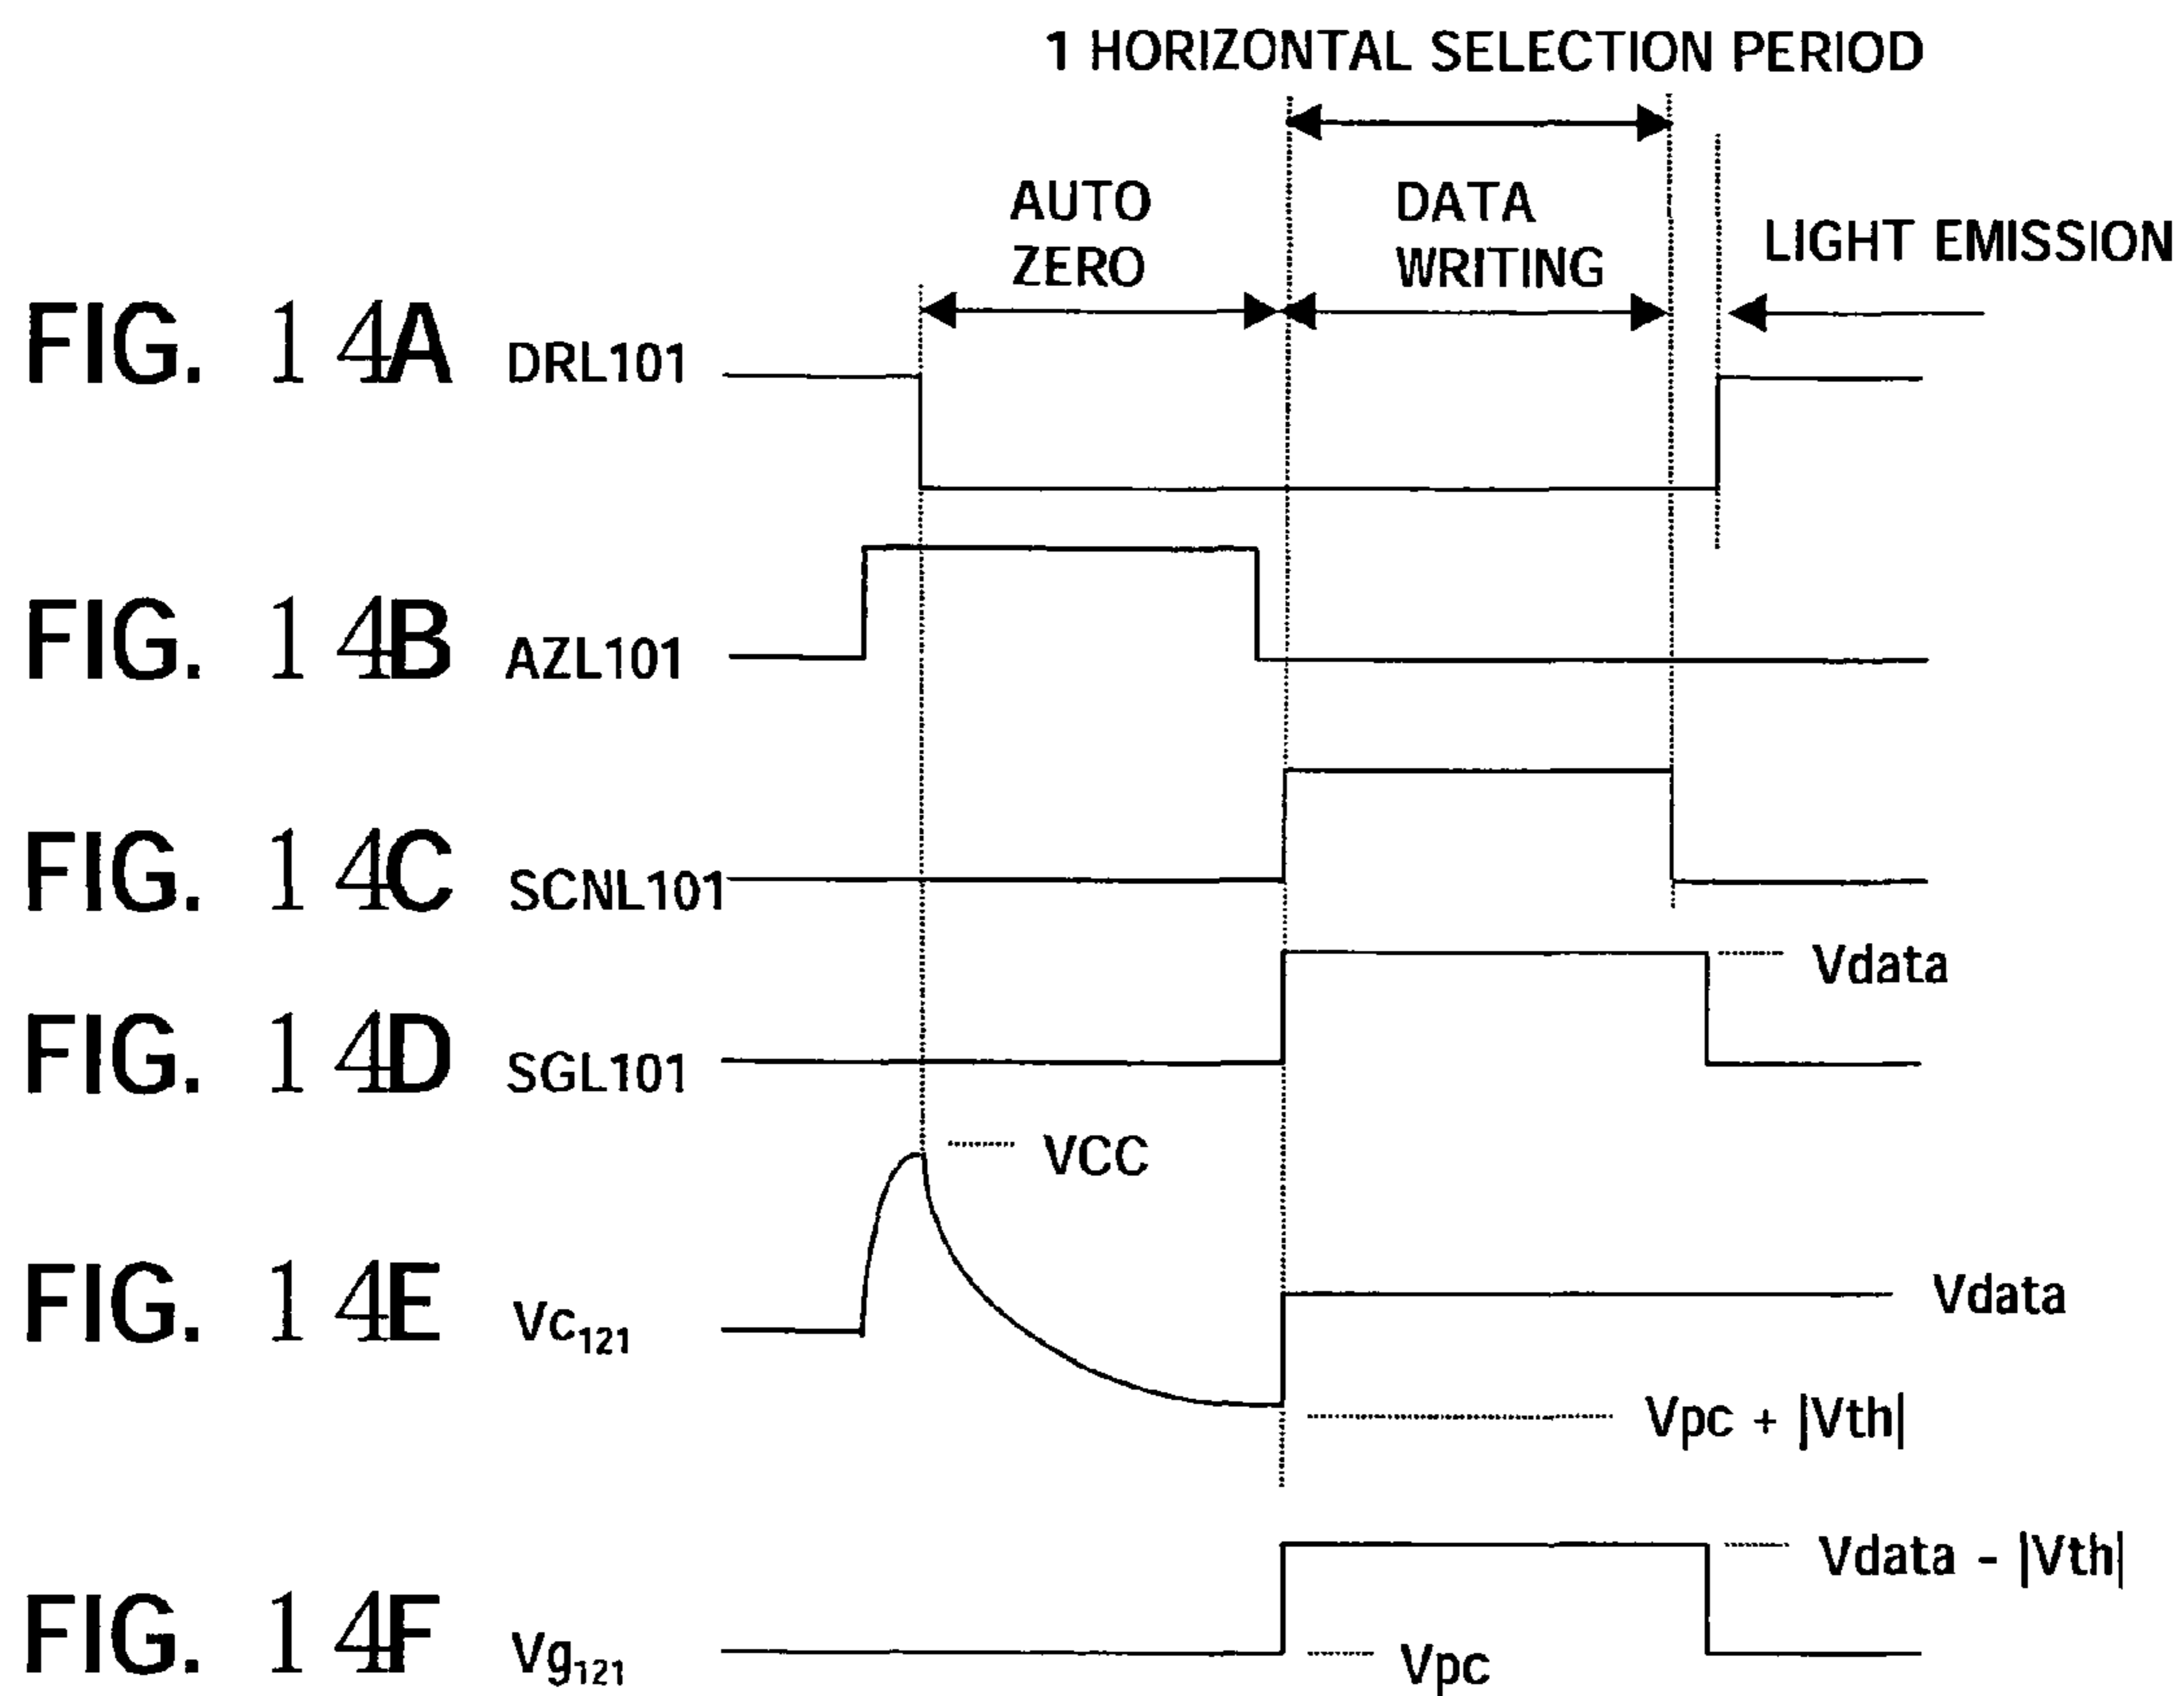 1 HORIZONTAL SELECTION PERIOD
AUTO
ZERO
DATA
WRITING
LIGHT EMISSION
FIG. 14A DRL101
FIG. 14B AZL101
FIG. 14C SCNL101
Vdata
FIG. 14D SGL101
VCC
FIG. 14E Vc121
Vdata
Vpc + |Vth|
Vdata - |Vth|
FIG. 14F Vg121
Vpc